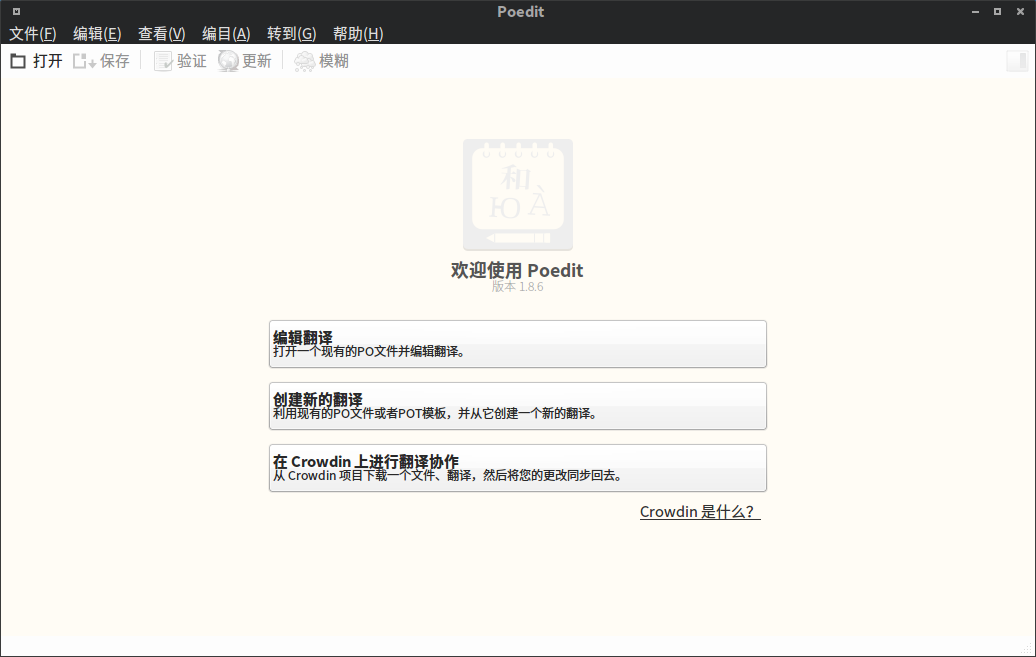 Poedit
文件(F) 编辑(E) 查看(V) 编目(A) 转到(G) 帮助(H)
打开 保存 验证 更新 模糊
和
Ю À
欢迎使用 Poedit
版本 1.8.6
编辑翻译
打开一个现有的PO文件并编辑翻译。
创建新的翻译
利用现有的PO文件或者POT模板，并从它创建一个新的翻译。
在 Crowdin 上进行翻译协作
从 Crowdin 项目下载一个文件、翻译，然后将您的更改同步回去。
Crowdin 是什么？